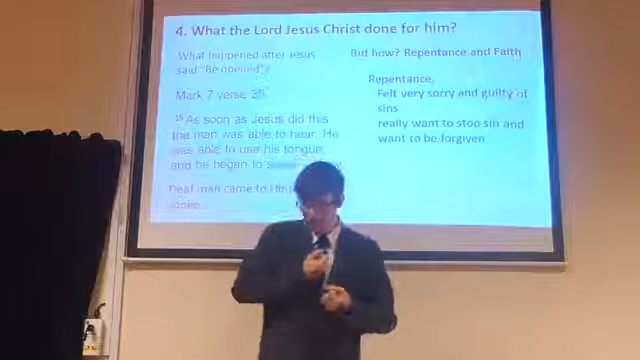 4. What the Lord Jesus Christ done for him?
What happened after Jesus
said "Be opened"?
Mark 7 verse 35
35 As soon as Jesus did this
the man was able to hear. He
was able to use his tongue,
and he began to
Deaf man came to Him
spoke
But how? Repentance and Faith
Repentance,
Felt very sorry and guilty of
sins
really want to stop sin and
want to be forgiven